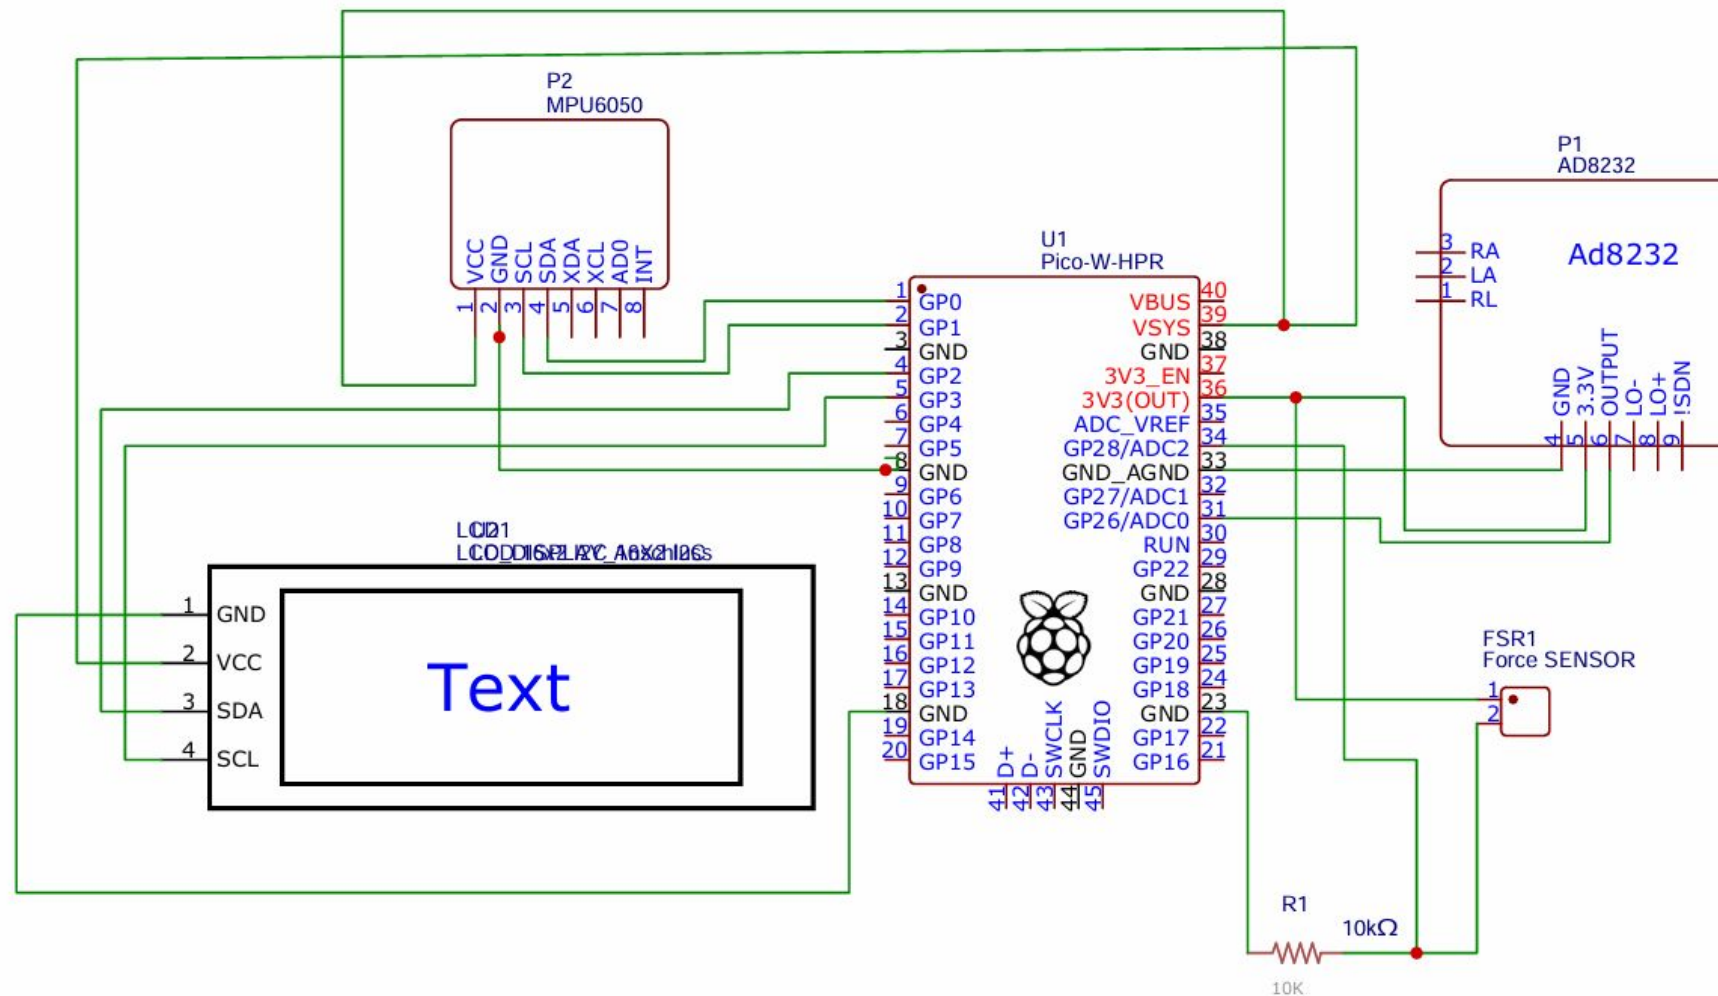 P2
MPU6050
VCC
GND
SCL
SDA
XDA
XCL
AD0
INT
1
2
3
4
5
6
7
8
P1
AD8232
Ad8232
3 RA
2 LA
1 RL
GND
3.3V
OUTPUT
LO-
LO+
!SDN
4
5
6
7
8
9
U1
Pico-W-HPR
1 GP0
2 GP1
3 GND
4 GP2
5 GP3
6 GP4
7 GP5
8 GND
9 GP6
10 GP7
11 GP8
12 GP9
13 GND
14 GP10
15 GP11
16 GP12
17 GP13
18 GND
19 GP14
20 GP15
VBUS 40
VSYS 39
GND 38
3V3_EN 37
3V3(OUT) 36
ADC_VREF 35
GP28/ADC2 34
GND_AGND 33
GP27/ADC1 32
GP26/ADC0 31
RUN 30
GP22 29
GND 28
GP21 27
GP20 26
GP19 25
GP18 24
GND 23
GP17 22
GP16 21
D+
D-
SWCLK
GND
SWDIO
41
42
43
44
45
1 GND
2 VCC
3 SDA
4 SCL
Text
FSR1
Force SENSOR
1
2
R1
10kΩ
10K